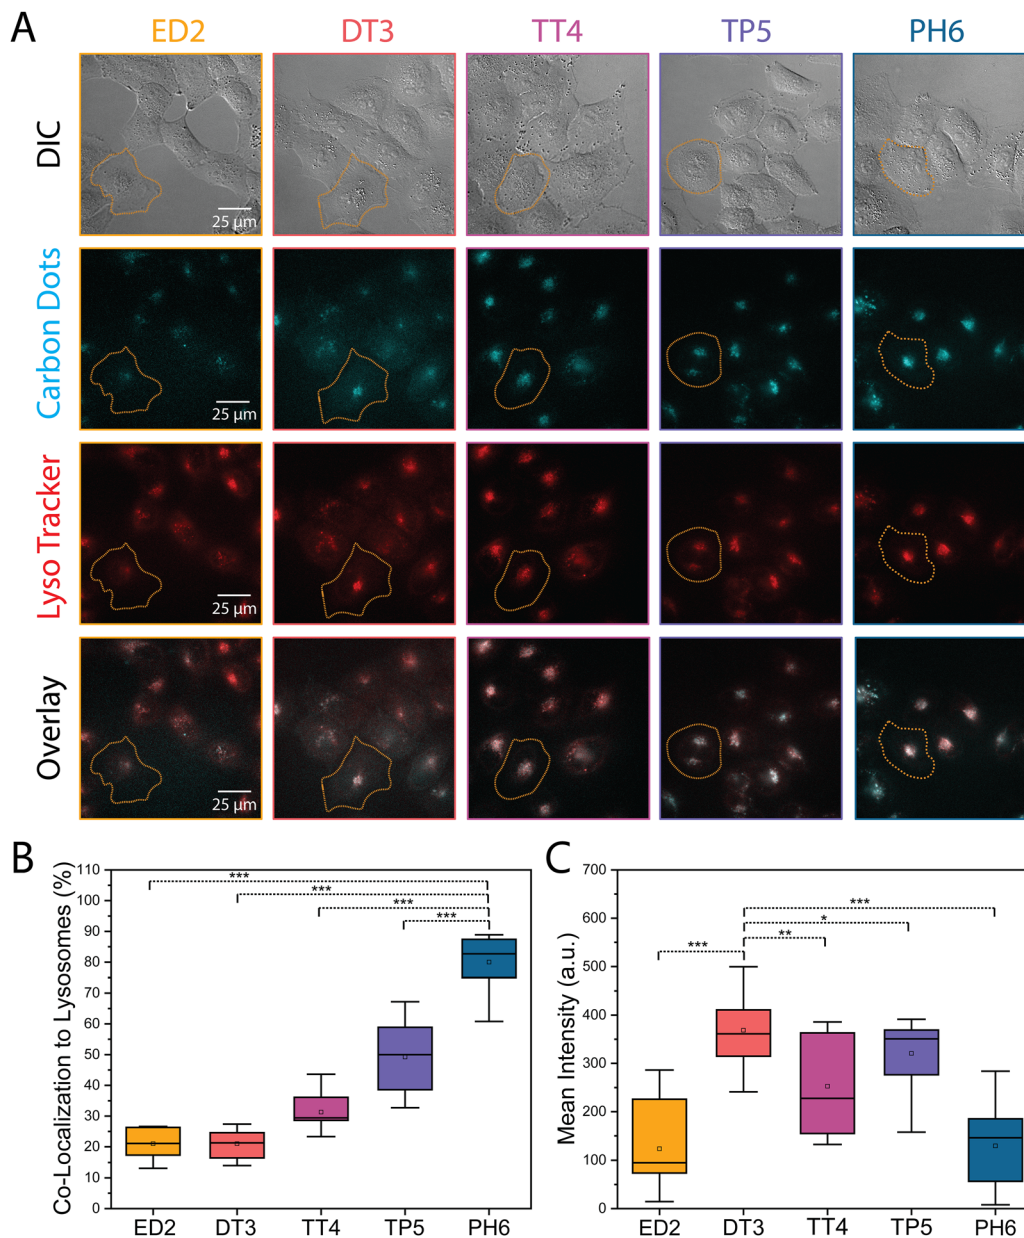 A
ED2 DT3 TT4 TP5 PH6
DIC
25 μm
Carbon Dots
25 μm
Lyso Tracker
25 μm
Overlay
25 μm
B
Co-Localization to Lysosomes (%)
110
100
90
80
70
60
50
40
30
20
10
0
***
***
***
***
ED2 DT3 TT4 TP5 PH6
C
Mean Intensity (a.u.)
700
600
500
400
300
200
100
0
***
*
**
***
ED2 DT3 TT4 TP5 PH6